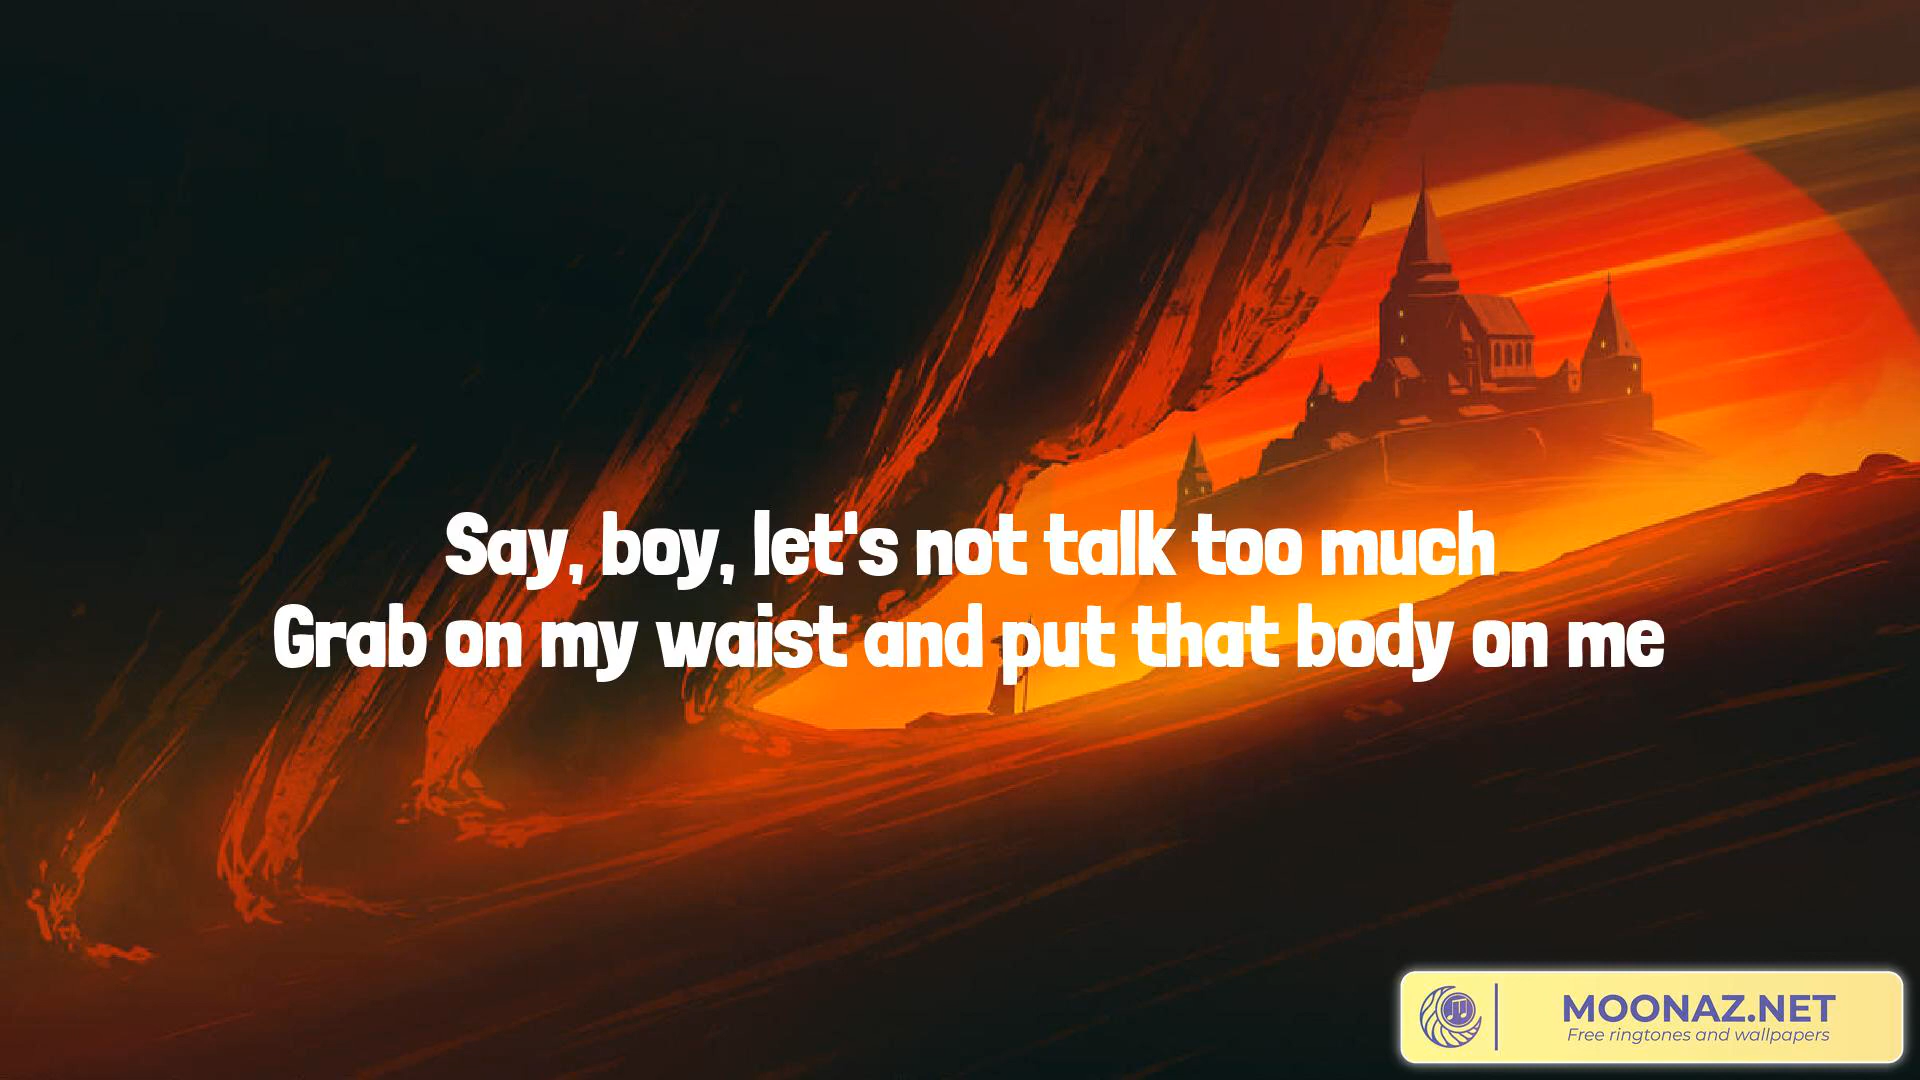 Say, boy, let's not talk too much
Grab on my waist and put that body on me
MOONAZ.NET
Free ringtones and wallpapers